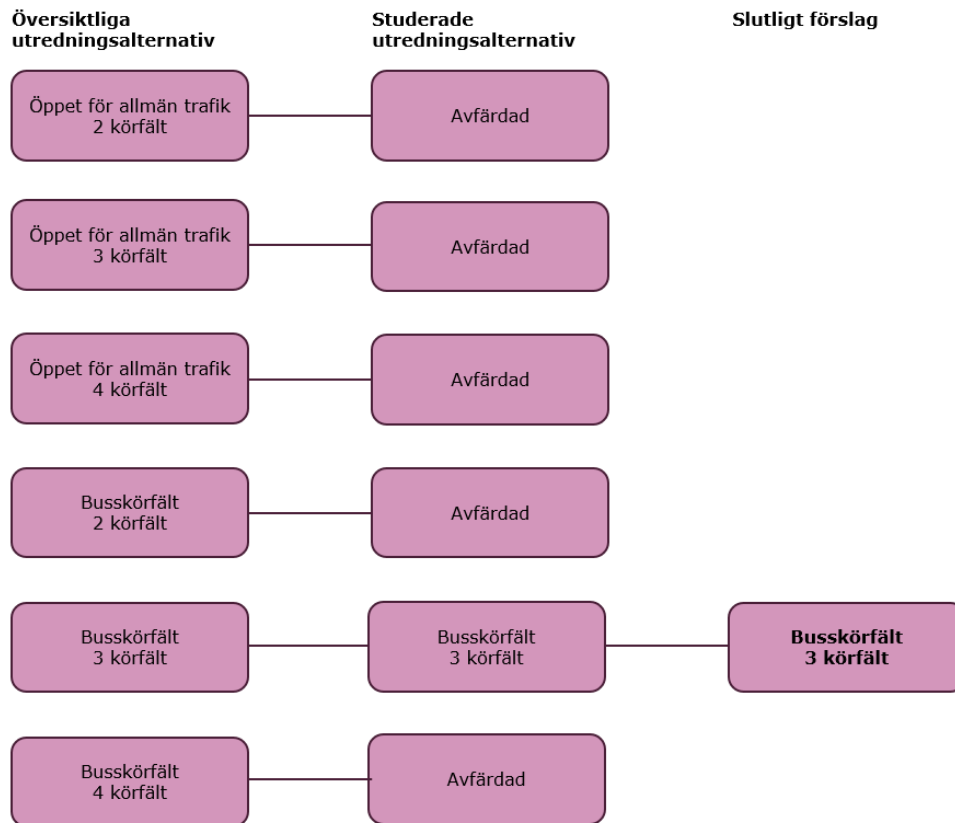 Översiktliga
utredningsalternativ
Studerade
utredningsalternativ
Slutligt förslag
Öppet för allmän trafik
2 körfält
Avfärdad
Öppet för allmän trafik
3 körfält
Avfärdad
Öppet för allmän trafik
4 körfält
Avfärdad
Busskörfält
2 körfält
Avfärdad
Busskörfält
3 körfält
Busskörfält
3 körfält
Busskörfält
3 körfält
Busskörfält
4 körfält
Avfärdad